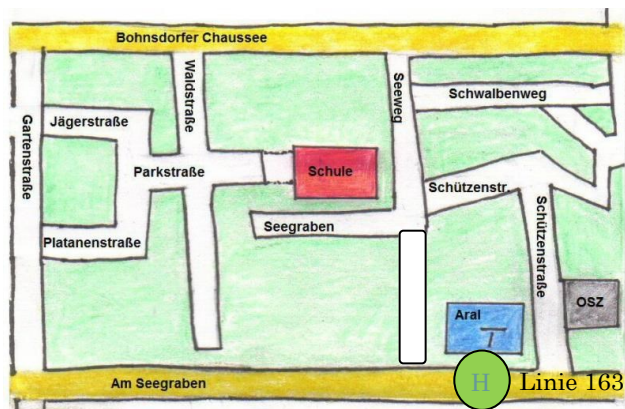 Bohnsdorfer Chaussee
Waldstraße
Seeweg
Schwalbenweg
Gartenstraße
Jägerstraße
Parkstraße
Schule
Schützenstr.
Seegraben
Platanenstraße
Schützenstraße
OSZ
Aral
Am Seegraben
H
Linie 163